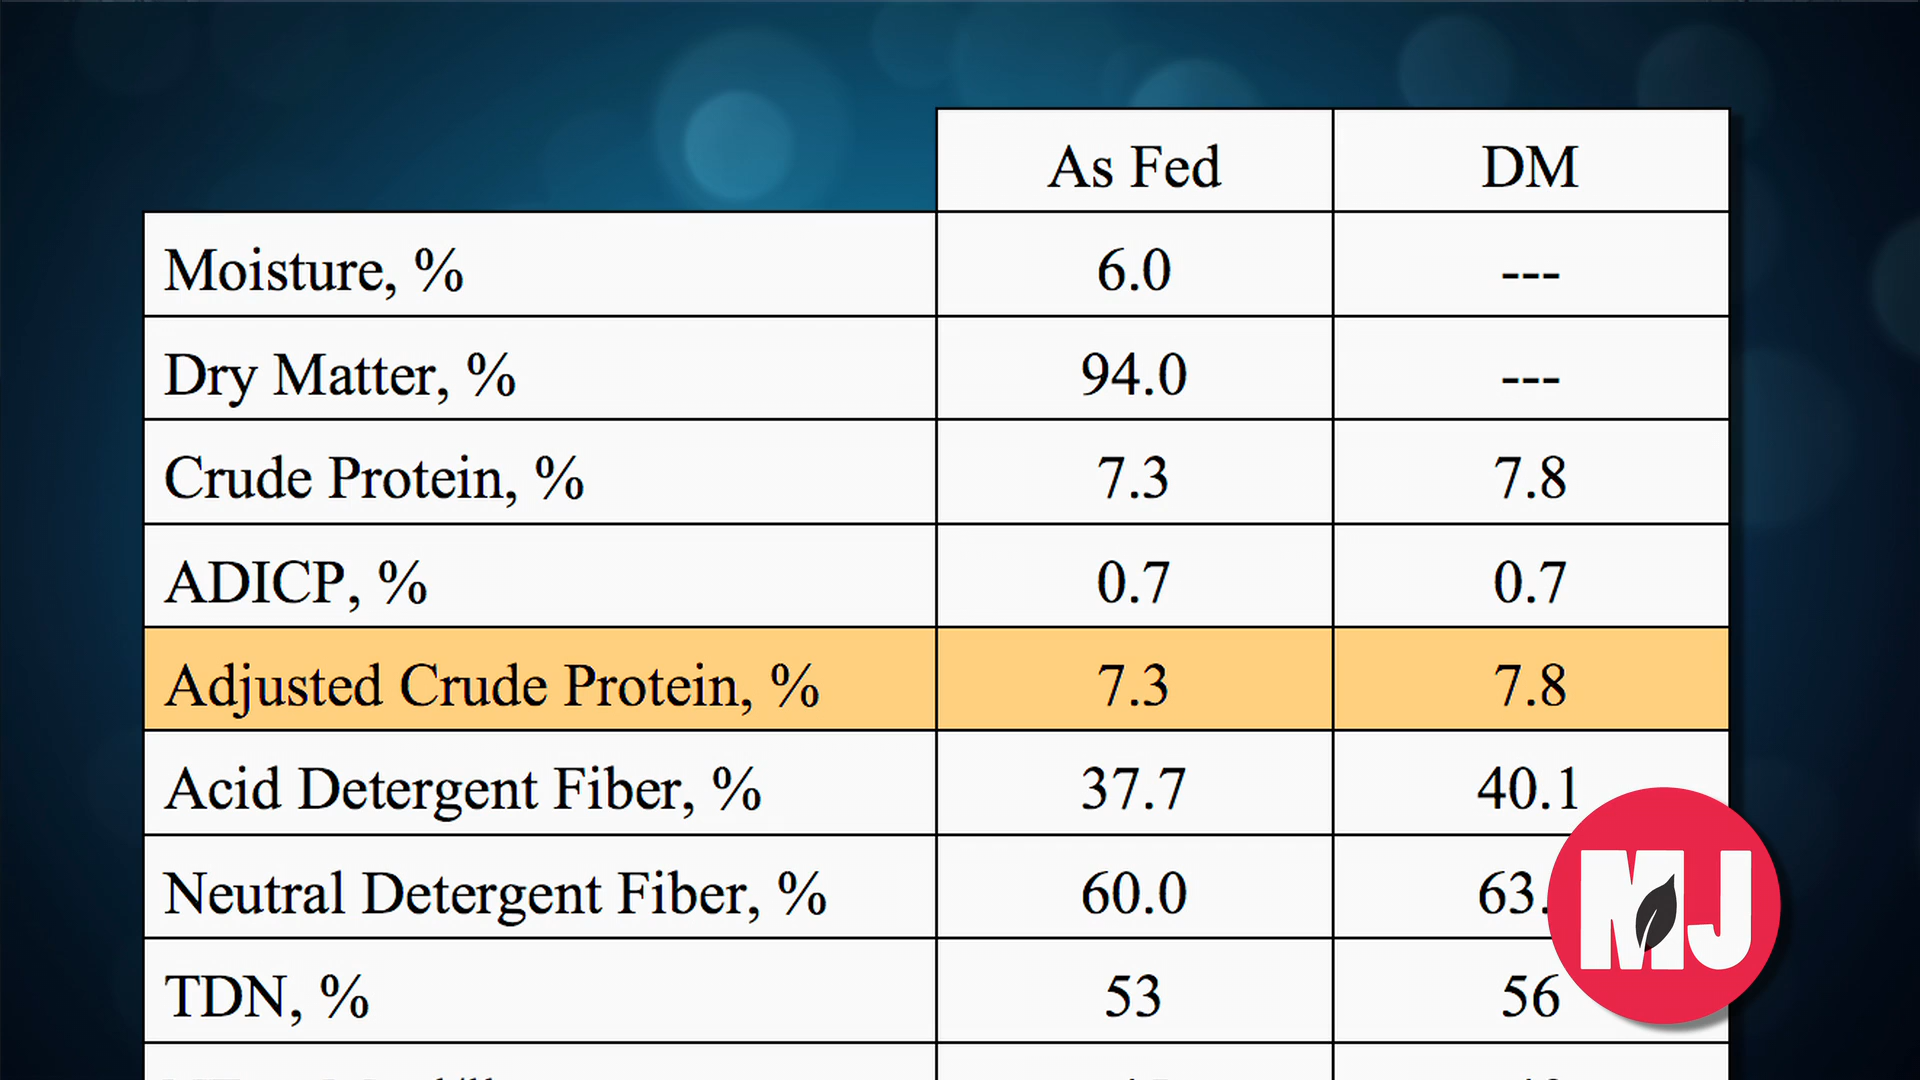 As Fed DM
Moisture, % 6.0 ---
Dry Matter, % 94.0 ---
Crude Protein, % 7.3 7.8
ADICP, % 0.7 0.7
Adjusted Crude Protein, % 7.3 7.8
Acid Detergent Fiber, % 37.7 40.1
Neutral Detergent Fiber, % 60.0 63.
TDN, % 53 56
MJ